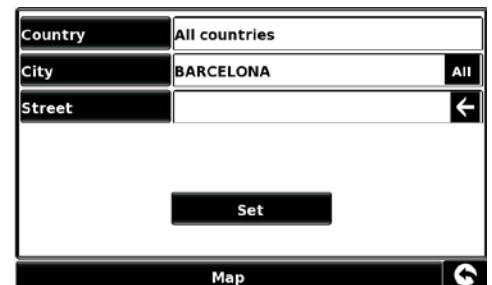 Country All countries
City BARCELONA All
Street
Set
Map